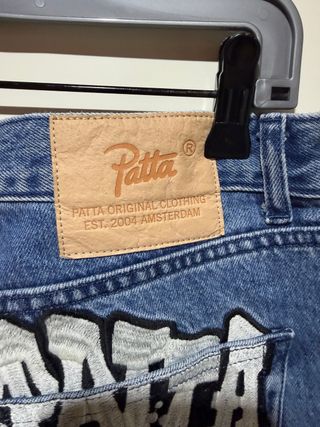 Patta®
PATTA ORIGINAL CLOTHING
EST. 2004 AMSTERDAM